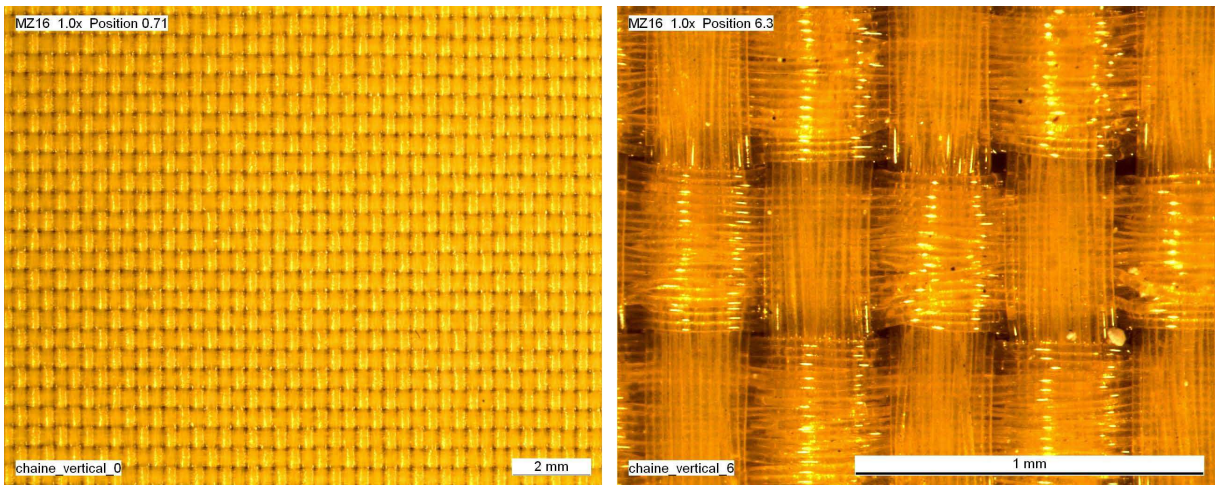 MZ16 1.0x Position 0.71
chaine_vertical_0
2 mm
MZ16 1.0x Position 6.3
chaine_vertical_6
1 mm